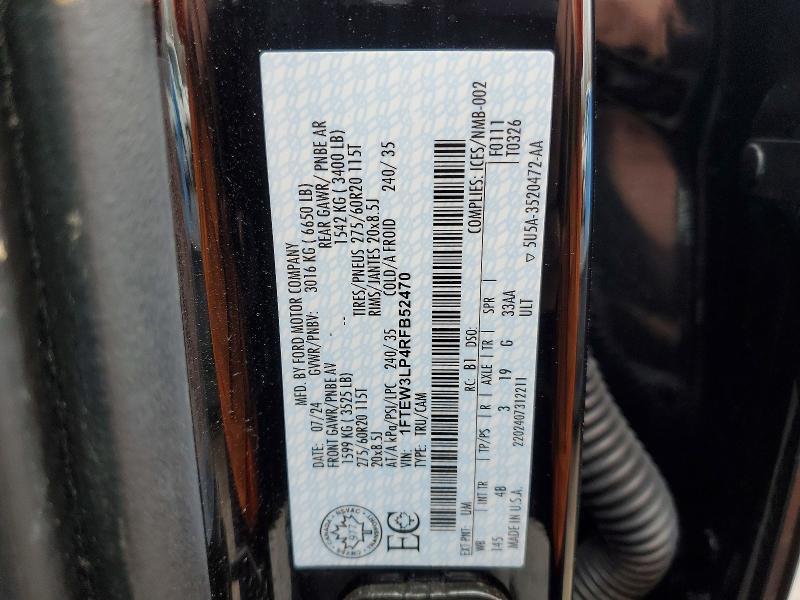 MFD. BY FORD MOTOR COMPANY
DATE: 07/24 GVWR/PNBV: 3016 KG ( 6650 LB)
FRONT GAWR/PNBE AV REAR GAWR/ PNBE AR
1599 KG ( 3525 LB) 1542 KG ( 3400 LB)
275/60R20 115T -- TIRES/PNEUS 275/60R20 115T
20x8.5J RIMS/JANTES 20x8.5J
AT/A kPa/PSI/LPC 240/ 35 COLD/A FROID 240/ 35
VIN: 1FTEW3LP4RFB52470
TYPE: TRU/CAM
EC
CANADA
NSVAC
977
COMPLIES: ICES/NMB-002
EXT PNT: UM RC: B1 DSO: F0111
T0326
WB INT TR TP/PS R AXLE TR SPR
145 4B 3 19 G 33AA
ULT
MADE IN U.S.A. 2202407312211 ▽ 5U5A-3520472-AA